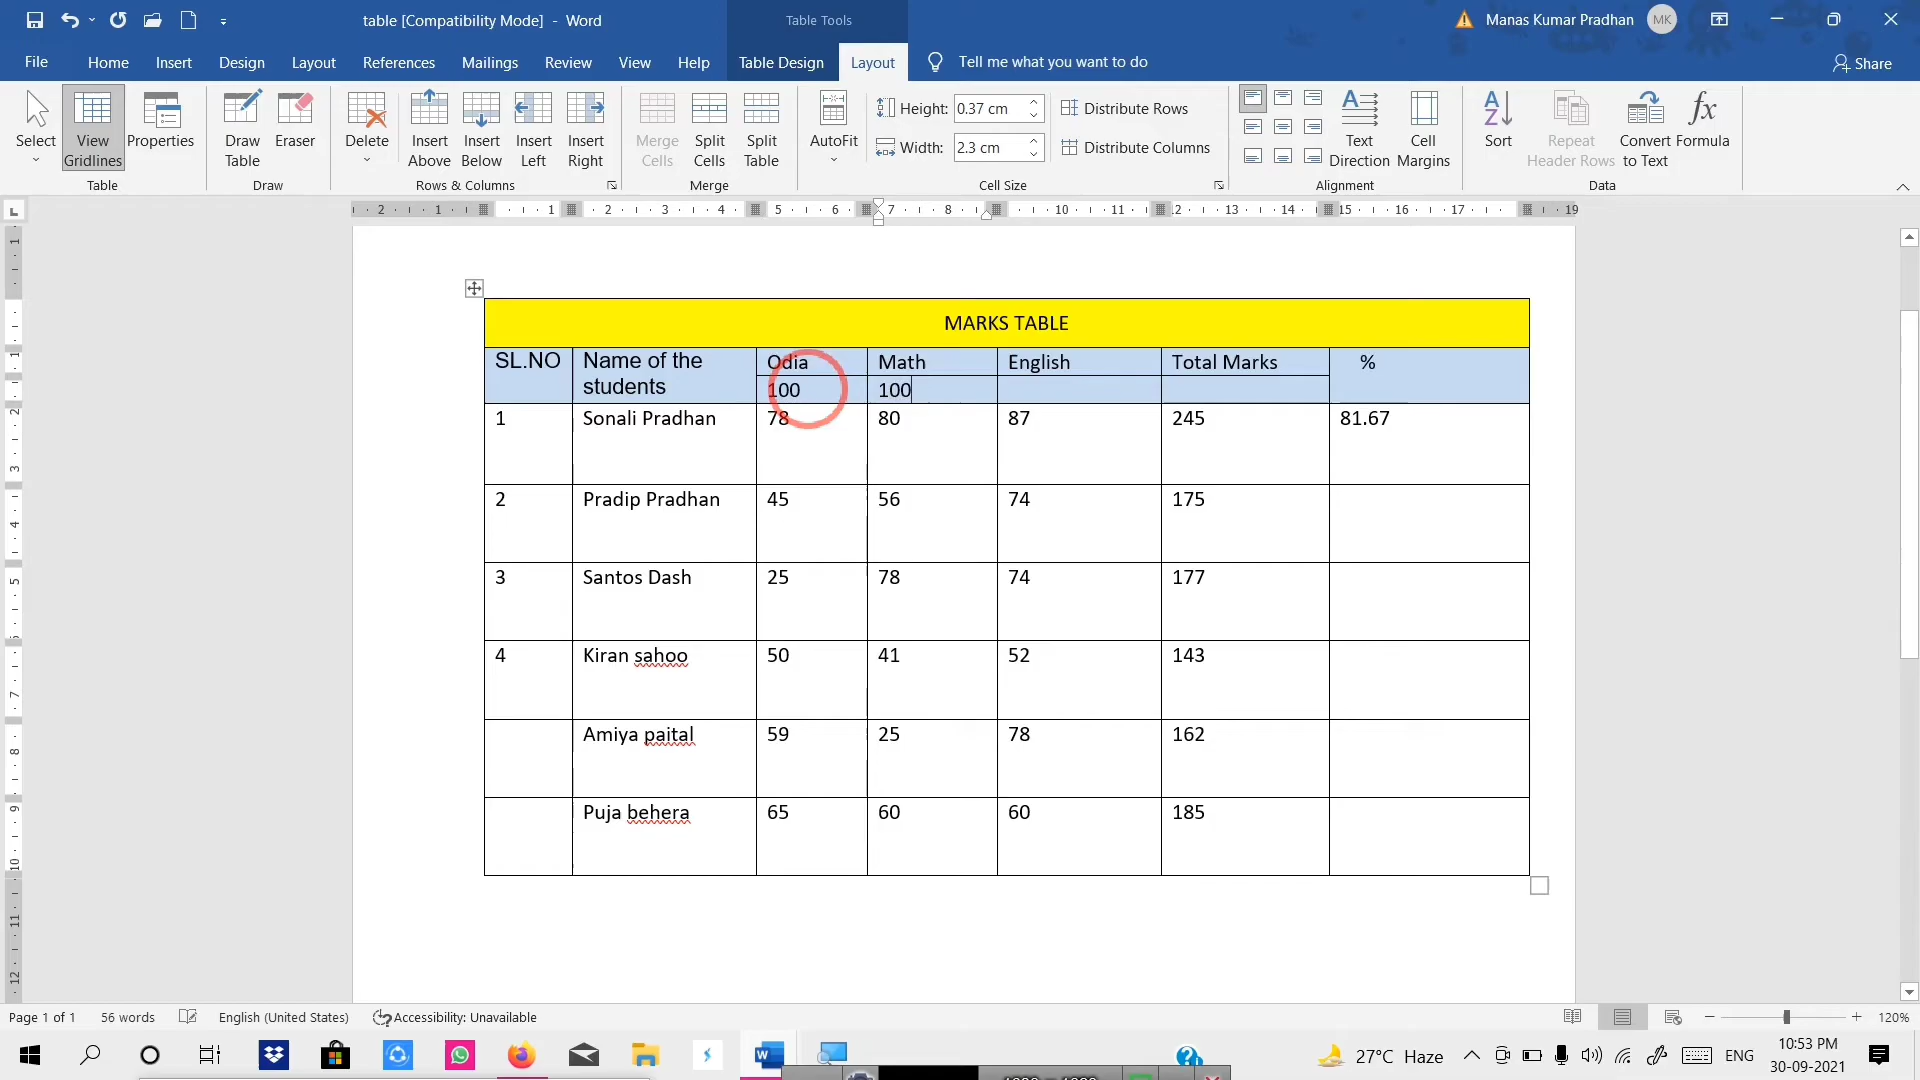 table [Compatibility Mode] - Word
Table Tools
Manas Kumar Pradhan
MK
File
Home
Insert
Design
Layout
References
Mailings
Review
View
Help
Table Design
Layout
Tell me what you want to do
Share
Select
View Gridlines
Properties
Draw Table
Eraser
Delete
Insert Above
Insert Below
Insert Left
Insert Right
Merge Cells
Split Cells
Split Table
AutoFit
Height: 0.37 cm
Width: 2.3 cm
Distribute Rows
Distribute Columns
Text Direction
Cell Margins
Sort
Repeat Header Rows
Convert to Text
Formula
Table
Draw
Rows & Columns
Merge
Cell Size
Alignment
Data
MARKS TABLE
SL.NO
Name of the students
Odia
Math
English
Total Marks
%
100
100
1
Sonali Pradhan
78
80
87
245
81.67
2
Pradip Pradhan
45
56
74
175
3
Santos Dash
25
78
74
177
4
Kiran sahoo
50
41
52
143
Amiya paital
59
25
78
162
Puja behera
65
60
60
185
Page 1 of 1
56 words
English (United States)
Accessibility: Unavailable
120%
27°C Haze
ENG
10:53 PM
30-09-2021